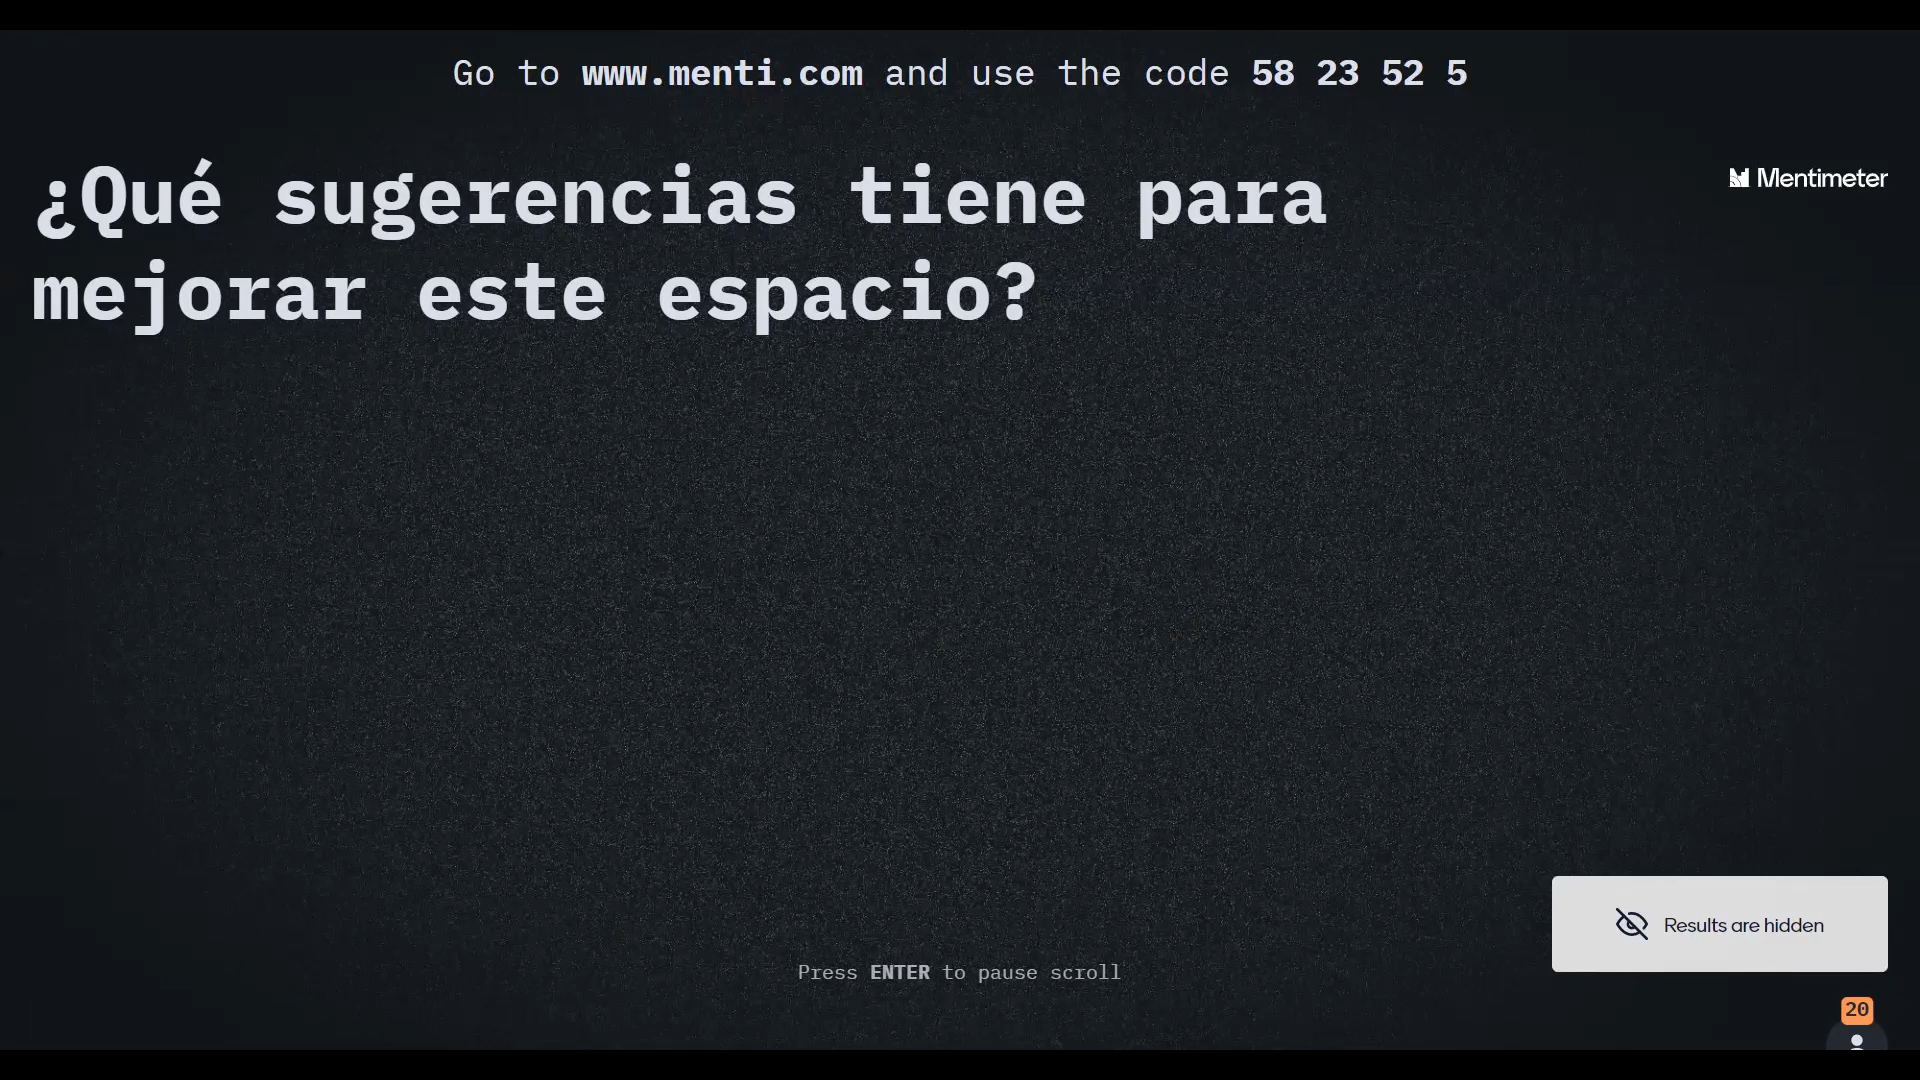 Go to www.menti.com and use the code 58 23 52 5
¿Qué sugerencias tiene para
mejorar este espacio?
Mentimeter
Results are hidden
Press ENTER to pause scroll
20